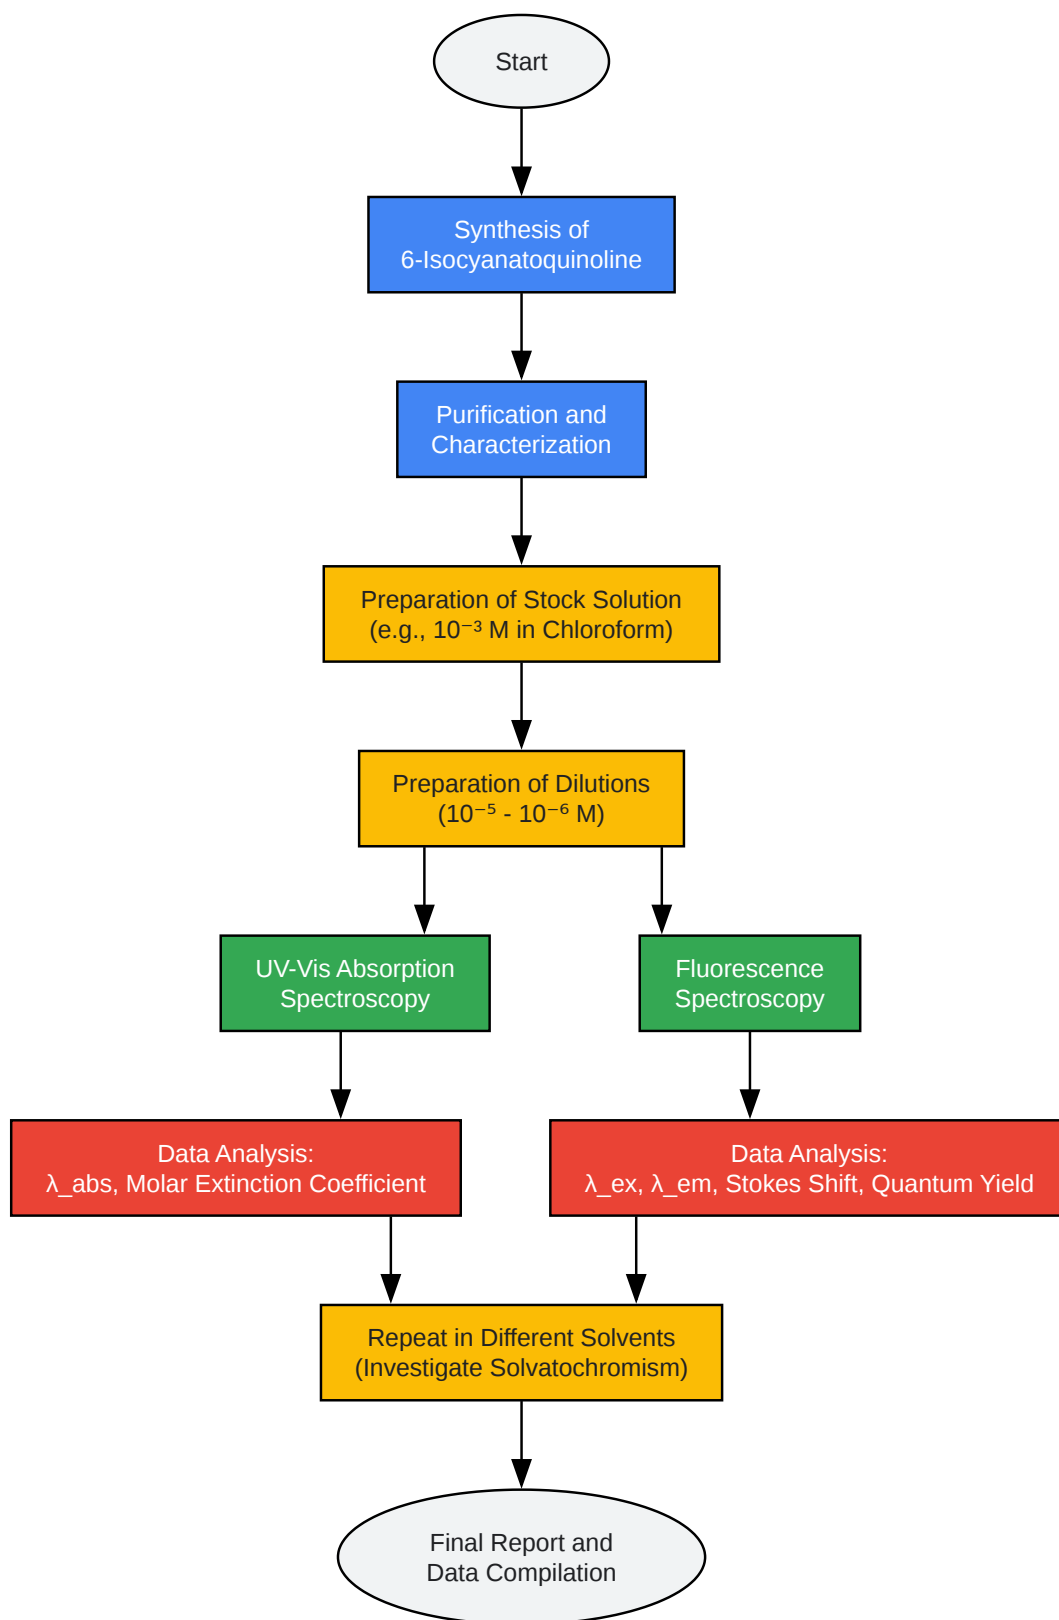 Start
Synthesis of
6-Isocyanatoquinoline
Purification and
Characterization
Preparation of Stock Solution
(e.g., 10⁻³ M in Chloroform)
Preparation of Dilutions
(10⁻⁵ - 10⁻⁶ M)
UV-Vis Absorption
Spectroscopy
Fluorescence
Spectroscopy
Data Analysis:
λ_abs, Molar Extinction Coefficient
Data Analysis:
λ_ex, λ_em, Stokes Shift, Quantum Yield
Repeat in Different Solvents
(Investigate Solvatochromism)
Final Report and
Data Compilation